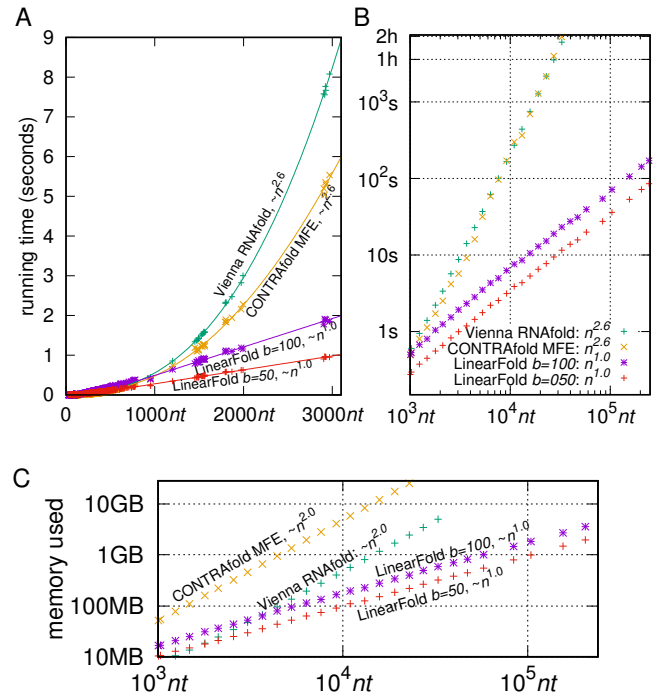 A
running time (seconds)
9
8
7
6
5
4
3
2
1
0
0
1000nt
2000nt
3000nt
Vienna RNAfold, ~n^2.6
CONTRAfold MFE, ~n^2.6
LinearFold b=100, ~n^1.0
LinearFold b=50, ~n^1.0
B
2h
1h
10^3s
10^2s
10s
1s
Vienna RNAfold: n^2.6
CONTRAfold MFE: n^2.6
LinearFold b=100: n^1.0
LinearFold b=050: n^1.0
10^3nt
10^4nt
10^5nt
C
memory used
10GB
1GB
100MB
10MB
CONTRAfold MFE, ~n^2.0
Vienna RNAfold: ~n^2.0
LinearFold b=100, ~n^1.0
LinearFold b=50, ~n^1.0
10^3nt
10^4nt
10^5nt